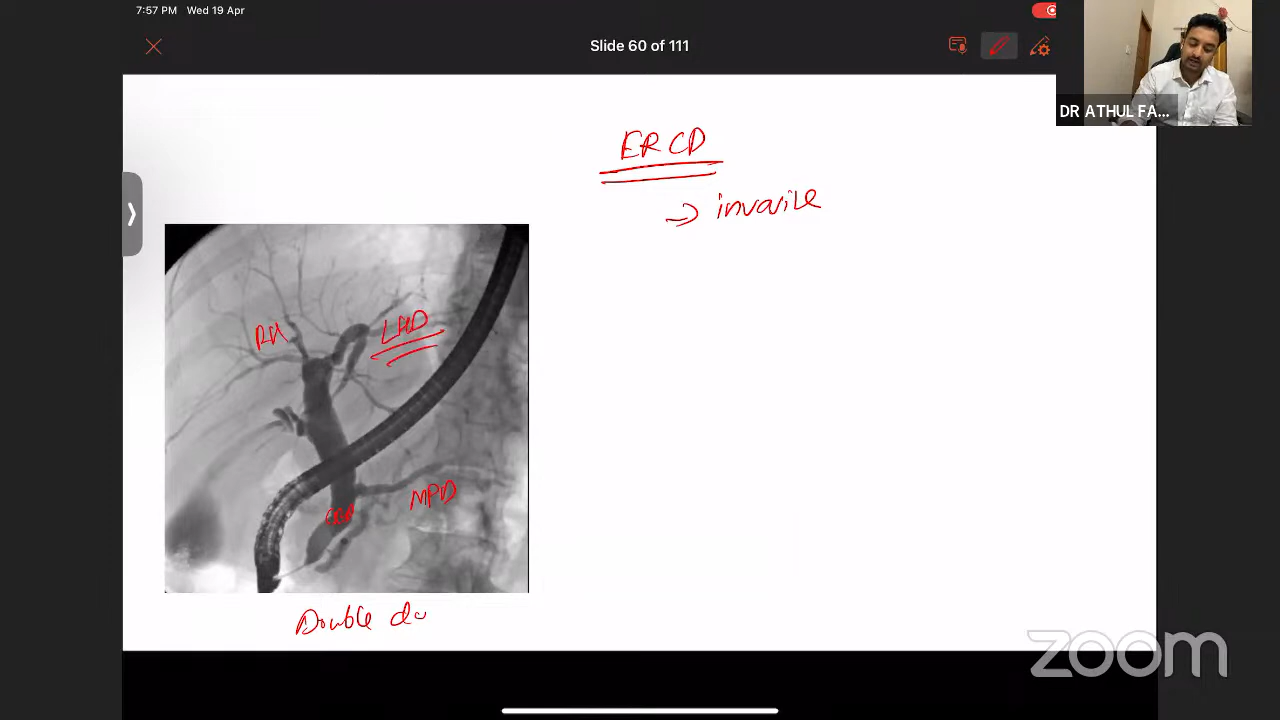 7:57 PM Wed 19 Apr
Slide 60 of 111
DR ATHUL FA...
ERCP
⇒ invasive
RH
LHD
MPD
Double du
zoom